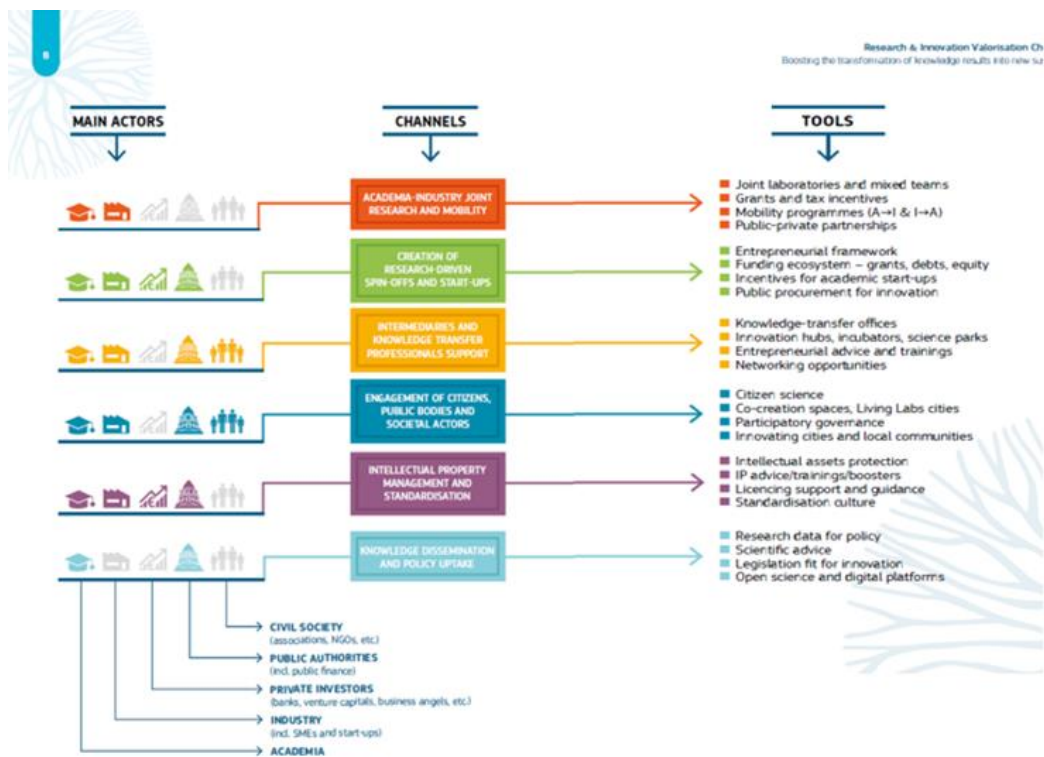 6
Research & Innovation Valorisation Ch
Boosting the transformation of knowledge results into new su
MAIN ACTORS
CHANNELS
TOOLS
ACADEMIA-INDUSTRY JOINT
RESEARCH AND MOBILITY
Joint laboratories and mixed teams
Grants and tax incentives
Mobility programmes (A→I & I→A)
Public-private partnerships
CREATION OF
RESEARCH-DRIVEN
SPIN-OFFS AND START-UPS
Entrepreneurial framework
Funding ecosystem – grants, debts, equity
Incentives for academic start-ups
Public procurement for innovation
INTERMEDIARIES AND
KNOWLEDGE TRANSFER
PROFESSIONALS SUPPORT
Knowledge-transfer offices
Innovation hubs, incubators, science parks
Entrepreneurial advice and trainings
Networking opportunities
ENGAGEMENT OF CITIZENS,
PUBLIC BODIES AND
SOCIETAL ACTORS
Citizen science
Co-creation spaces, Living Labs cities
Participatory governance
Innovating cities and local communities
INTELLECTUAL PROPERTY
MANAGEMENT AND
STANDARDISATION
Intellectual assets protection
IP advice/trainings/boosters
Licencing support and guidance
Standardisation culture
KNOWLEDGE DISSEMINATION
AND POLICY UPTAKE
Research data for policy
Scientific advice
Legislation fit for innovation
Open science and digital platforms
CIVIL SOCIETY
(associations, NGOs, etc.)
PUBLIC AUTHORITIES
(incl. public finance)
PRIVATE INVESTORS
(banks, venture capitals, business angels, etc.)
INDUSTRY
(incl. SMEs and start-ups)
ACADEMIA